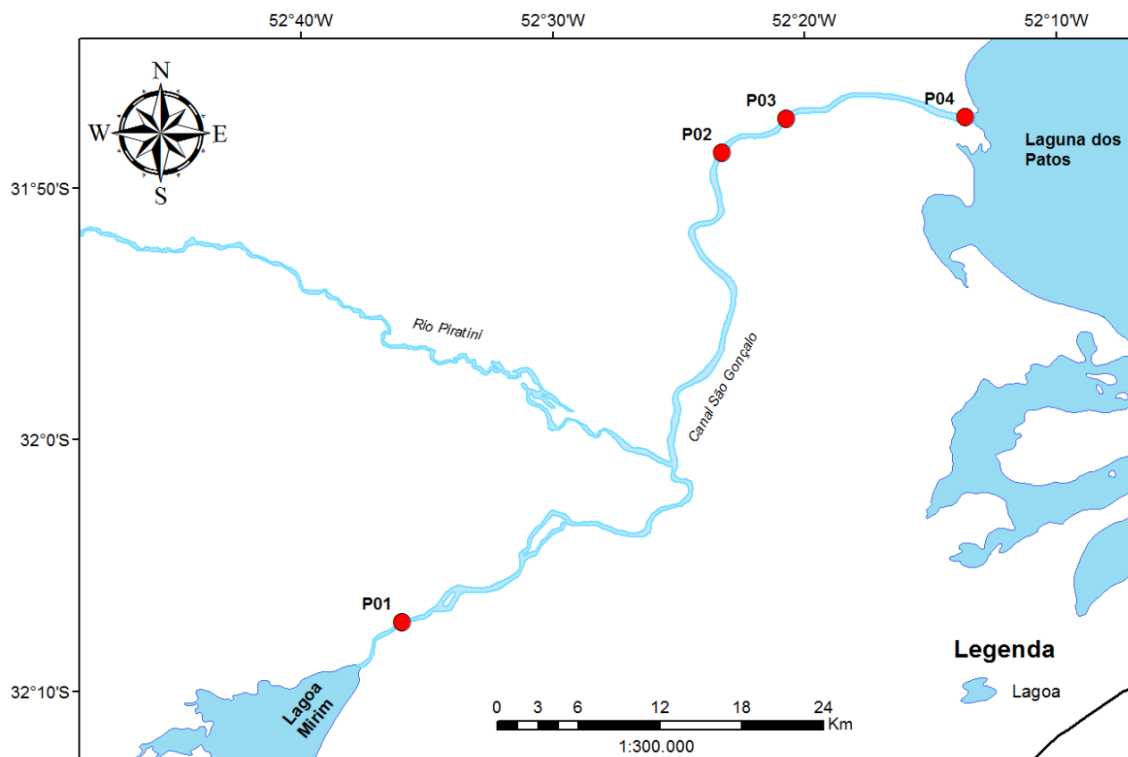 52°40'W 52°30'W 52°20'W 52°10'W
N
W E
S
P03
P04
P02
Laguna dos
Patos
31°50'S
Rio Piratini
Canal São Gonçalo
32°0'S
P01
Legenda
Lagoa
32°10'S
Lagoa
Mirim
0 3 6 12 18 24
Km
1:300.000